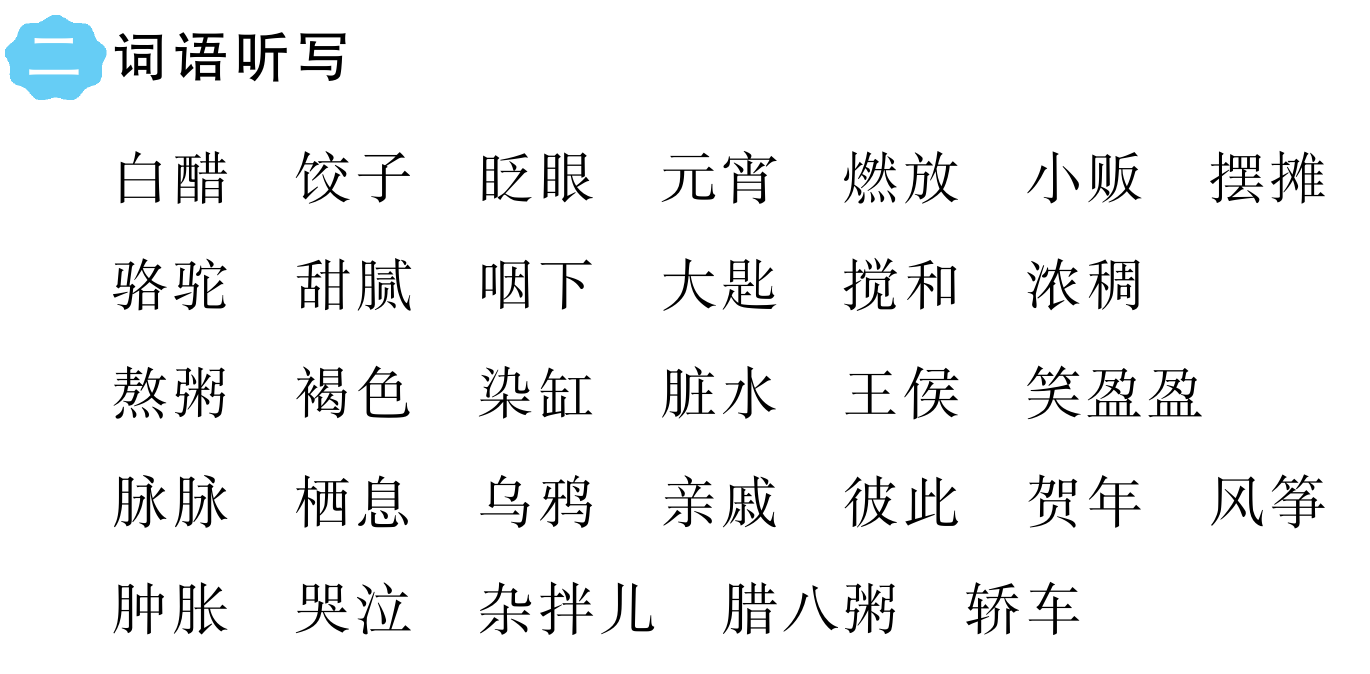 二 词语听写
白醋 饺子 眨眼 元宵 燃放 小贩 摆摊
骆驼 甜腻 咽下 大匙 搅和 浓稠
熬粥 褐色 染缸 脏水 王侯 笑盈盈
脉脉 栖息 乌鸦 亲戚 彼此 贺年 风筝
肿胀 哭泣 杂拌儿 腊八粥 轿车